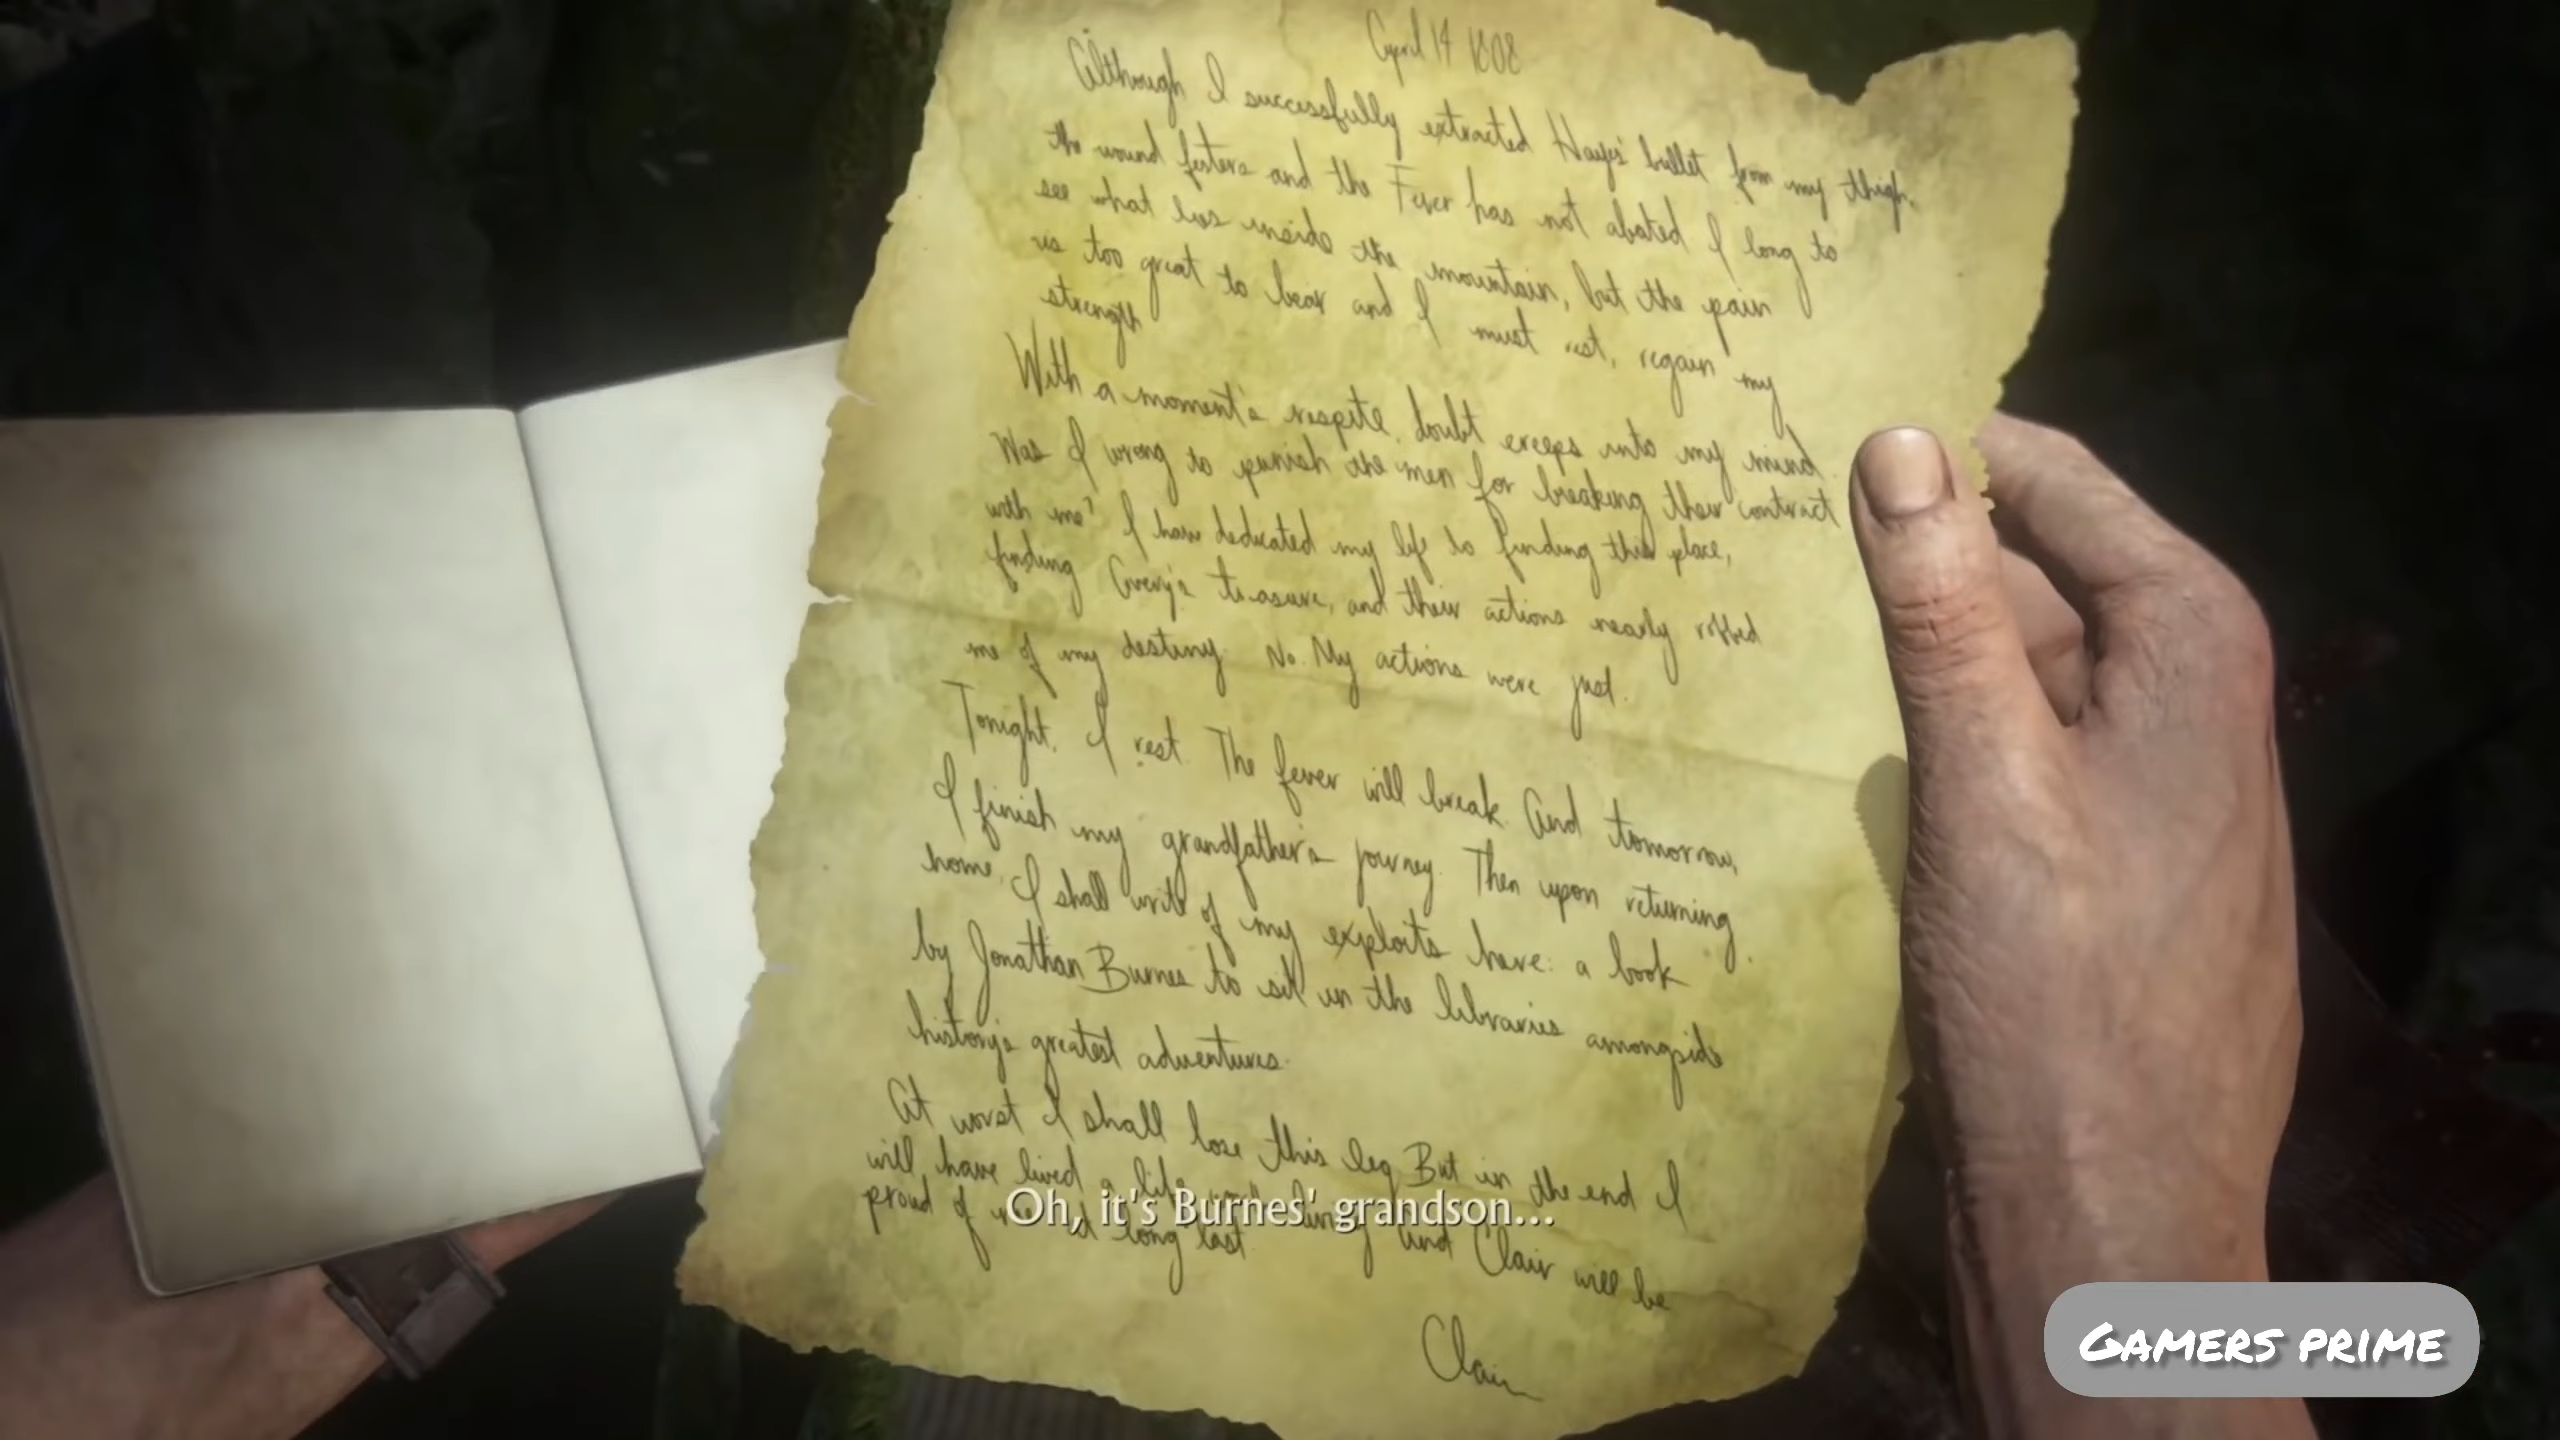 April 14 1808
Although I successfully extracted Hayes' bullet from my thigh,
the wound festers and the Fever has not abated I long to
see what lies inside the mountain, but the pain
is too great to bear and I must rest, regain my
strength
With a moment's respite, doubt creeps into my mind.
Was I wrong to punish the men for breaking their contract
with me? I have dedicated my life to finding this place,
finding Avery's treasure, and their actions nearly robbed
me of my destiny. No. My actions were just.
Tonight, I rest. The fever will break. And tomorrow,
I finish my grandfather's journey. Then upon returning
home, I shall write of my exploits here: a book
by Jonathan Burnes to sit in the libraries amongside
history's greatest adventures.
At worst I shall lose this leg But in the end I
will have lived a life and Clair will be
proud of long last
Oh, it's Burnes' grandson...
Clair
GAMERS PRIME